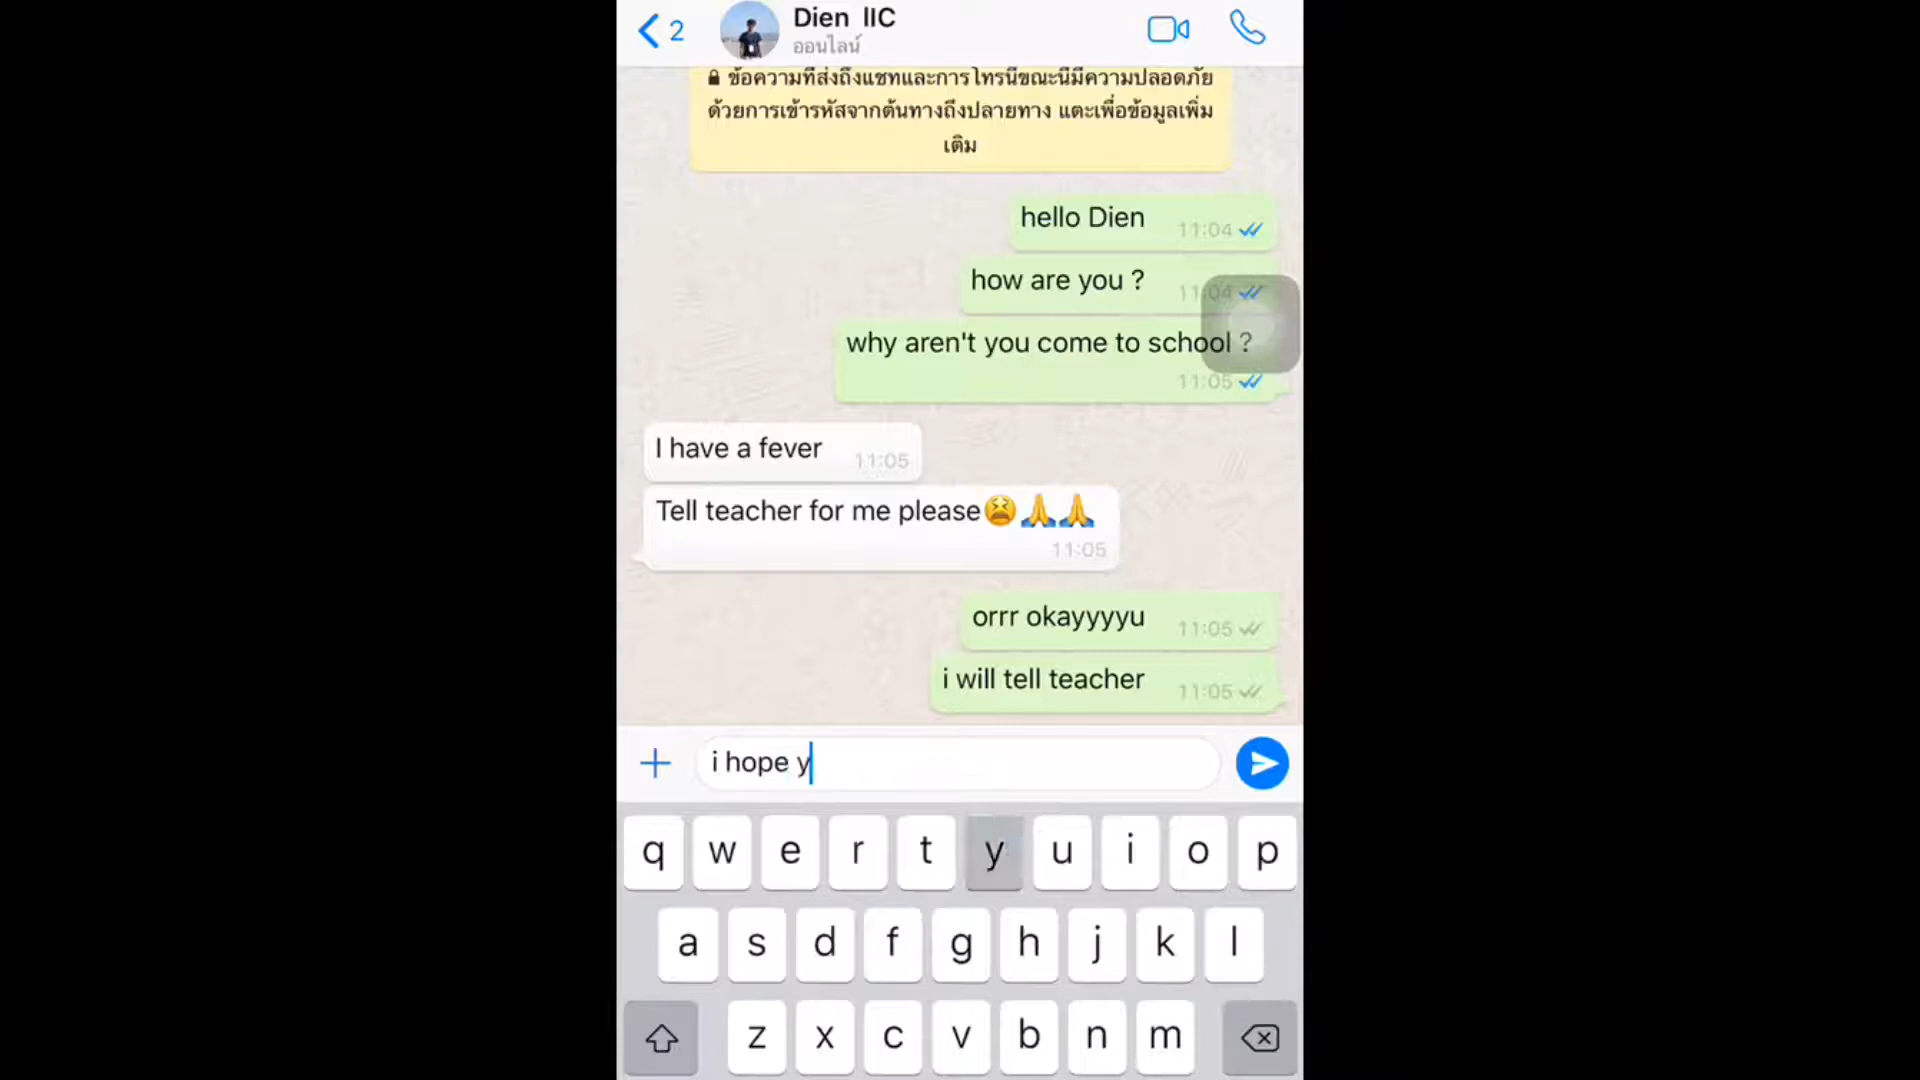 2
Dien llC
ออนไลน์
ข้อความที่ส่งถึงแชทและการโทรนี้ขณะนี้มีความปลอดภัย
ด้วยการเข้ารหัสจากต้นทางถึงปลายทาง แตะเพื่อข้อมูลเพิ่ม
เติม
hello Dien 11:04
how are you ? 11:04
why aren't you come to school ?
11:05
I have a fever 11:05
Tell teacher for me please😫🙏🙏
11:05
orrr okayyyyu 11:05
i will tell teacher 11:05
i hope y
q w e r t y u i o p
a s d f g h j k l
z x c v b n m